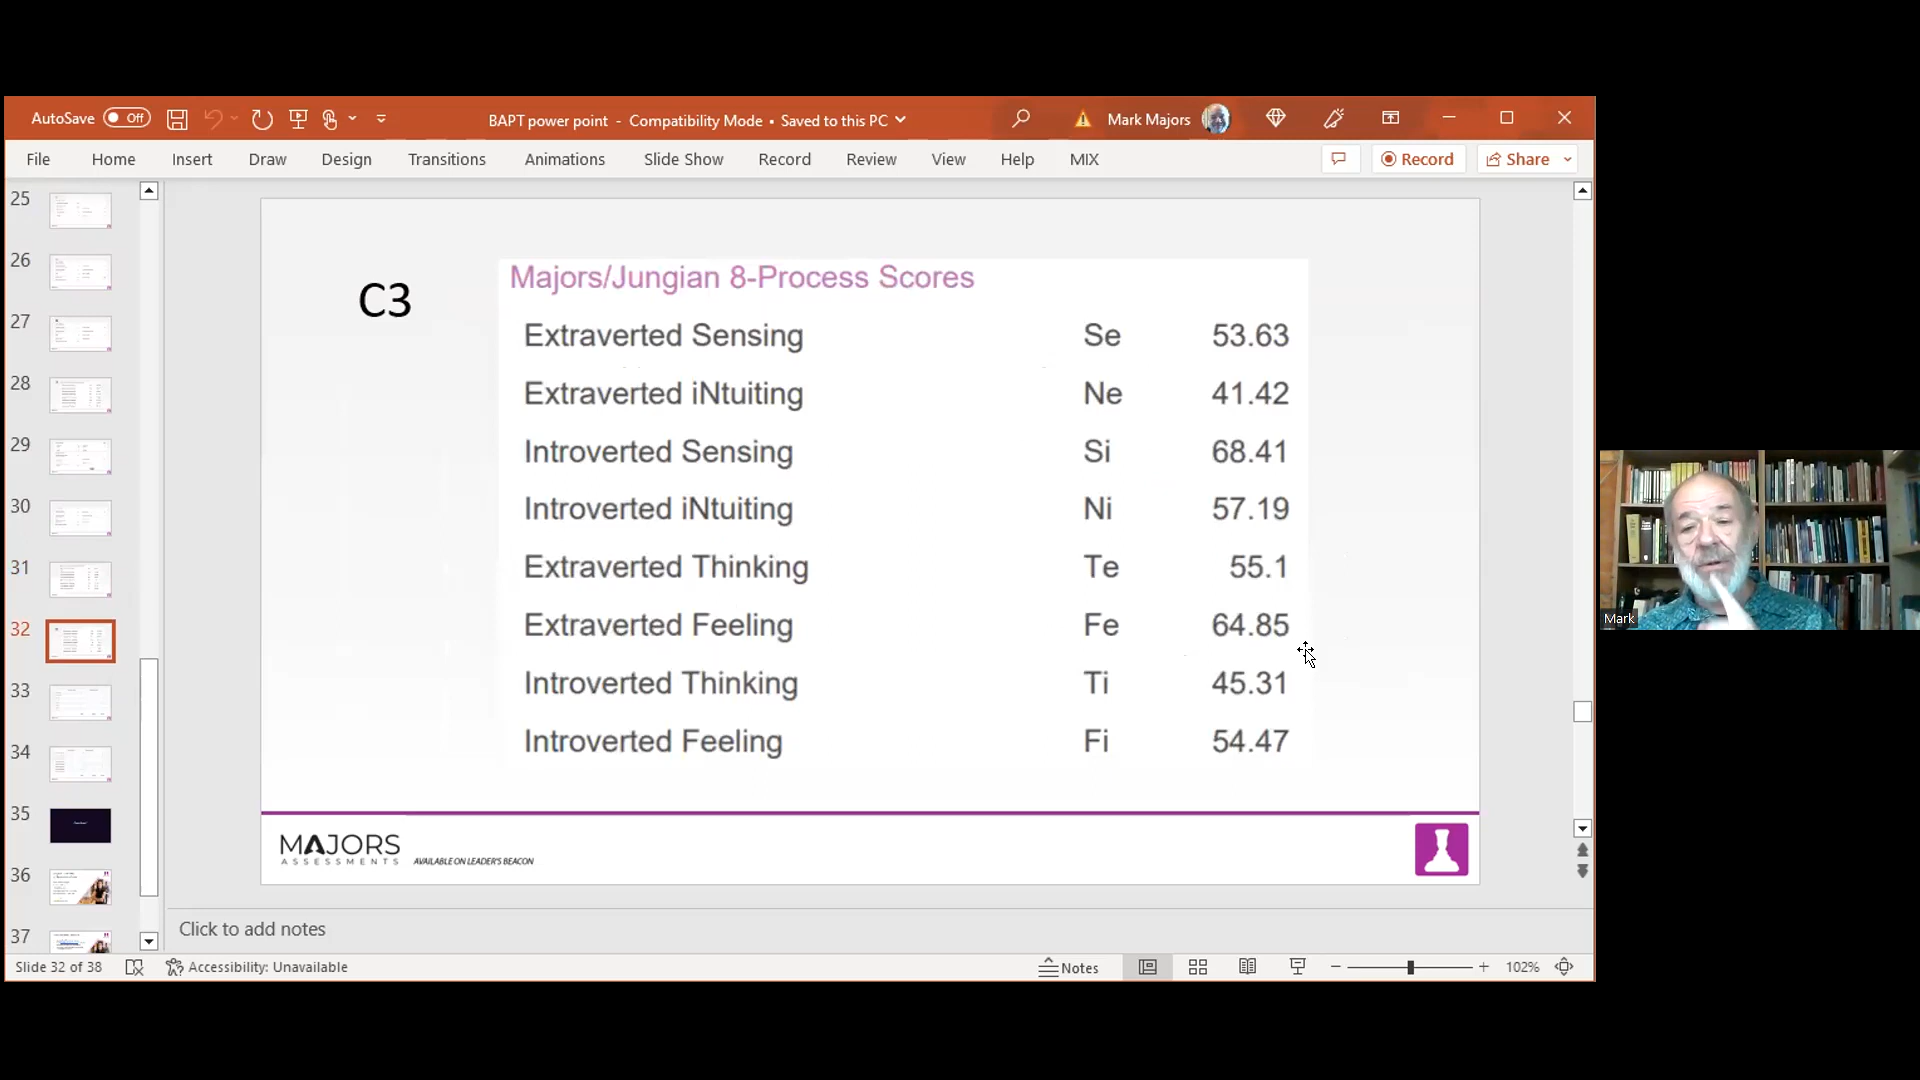 AutoSave Off BAPT power point - Compatibility Mode • Saved to this PC Mark Majors
File Home Insert Draw Design Transitions Animations Slide Show Record Review View Help MIX Record Share
25
26
27
28
29
30
31
32
33
34
35
36
37
C3
Majors/Jungian 8-Process Scores
Extraverted Sensing Se 53.63
Extraverted iNtuiting Ne 41.42
Introverted Sensing Si 68.41
Introverted iNtuiting Ni 57.19
Extraverted Thinking Te 55.1
Extraverted Feeling Fe 64.85
Introverted Thinking Ti 45.31
Introverted Feeling Fi 54.47
MAJORS
ASSESSMENTS AVAILABLE ON LEADER'S BEACON
Click to add notes
Slide 32 of 38 Accessibility: Unavailable Notes 102%
Mark